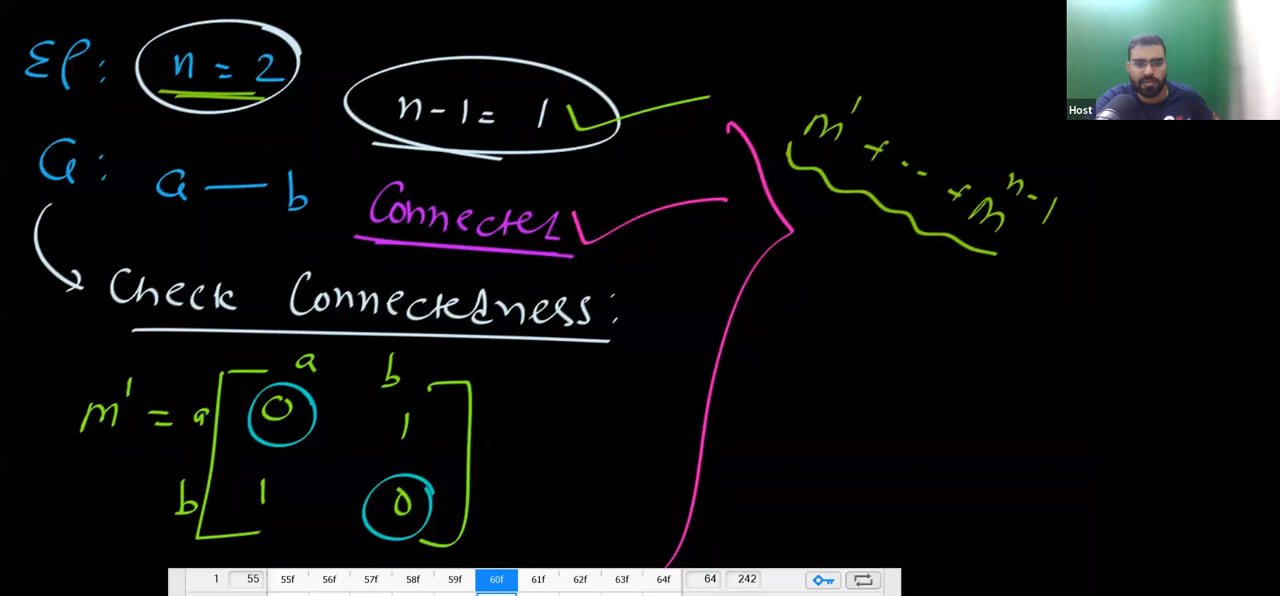 Ep: n = 2
n-1 = 1
m¹ + ... + m^n-1
G: a — b
Connected
Check Connectedness:
a b
m¹ = a 0 1
b 1 0
Host
1 55 55f 56f 57f 58f 59f 60f 61f 62f 63f 64f 64 242